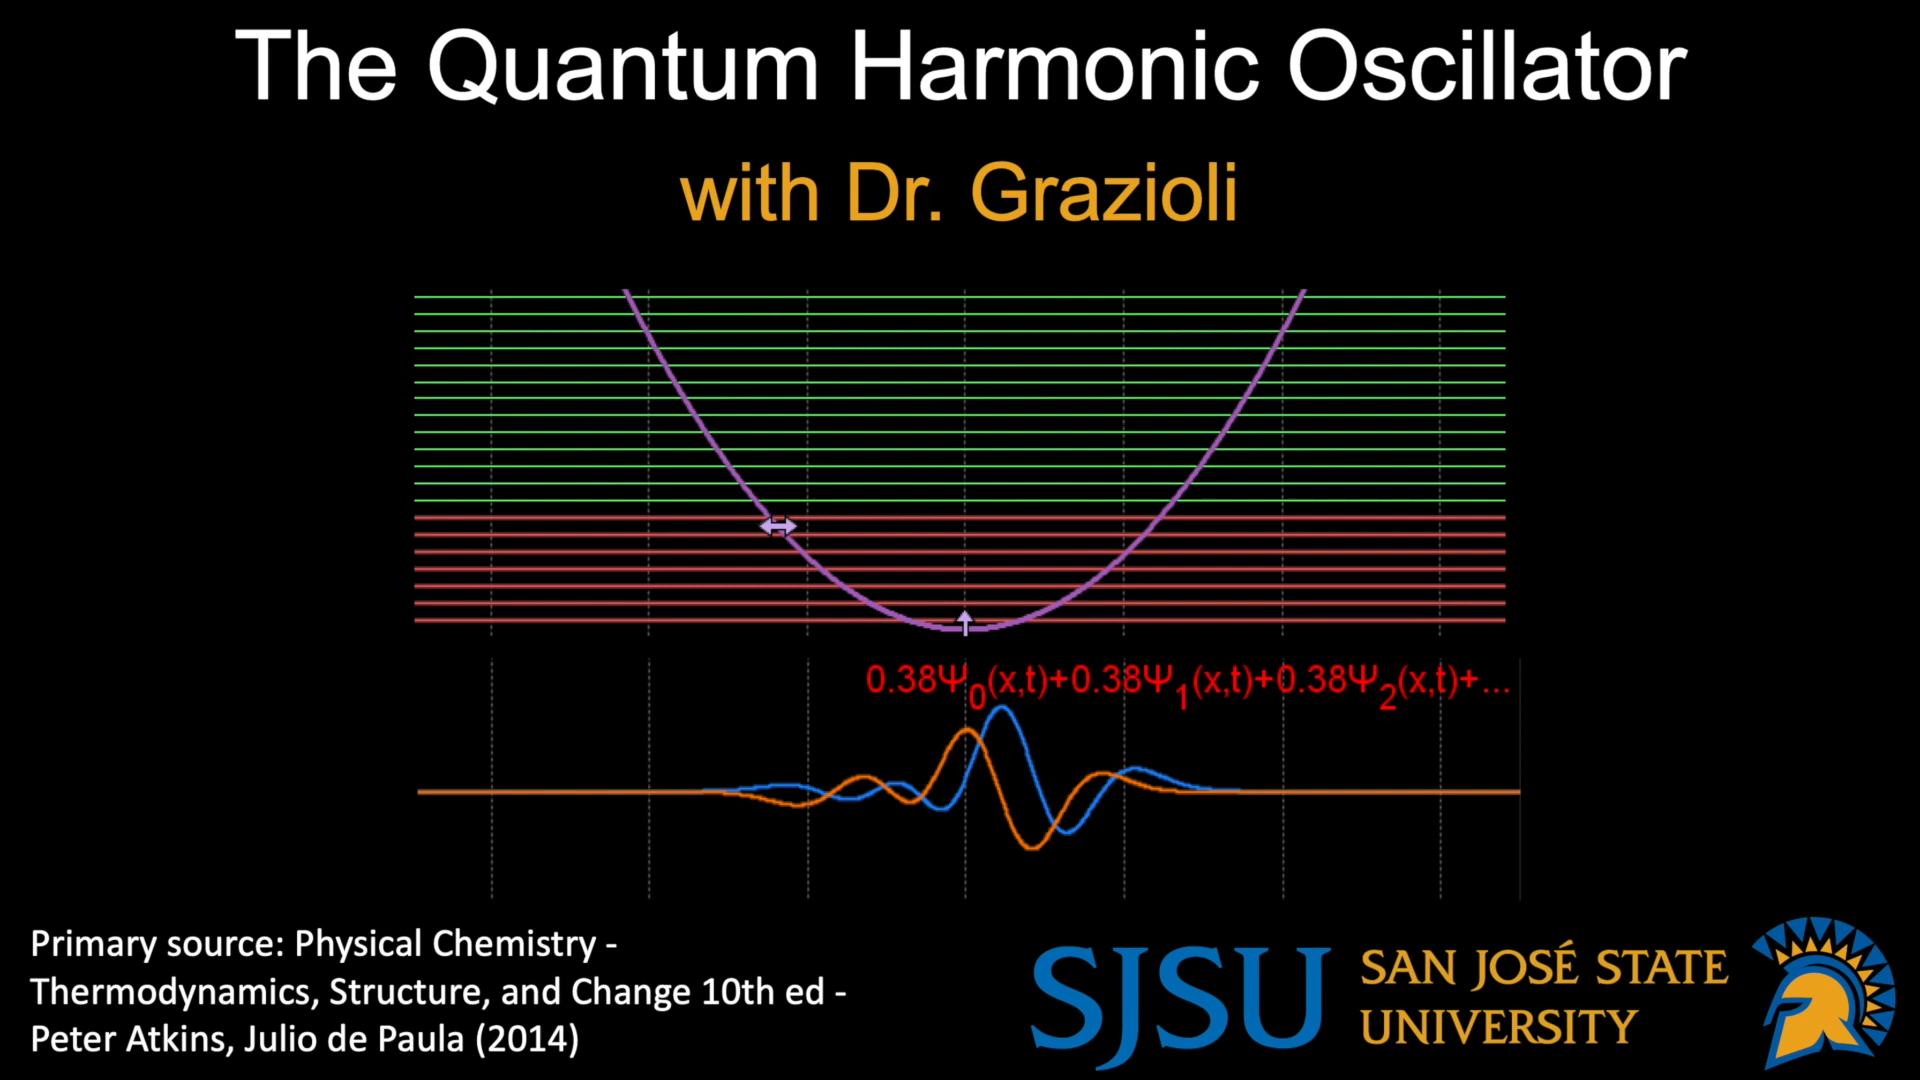 The Quantum Harmonic Oscillator
with Dr. Grazioli
0.38Ψ₀(x,t)+0.38Ψ₁(x,t)+0.38Ψ₂(x,t)+...
Primary source: Physical Chemistry -
Thermodynamics, Structure, and Change 10th ed -
Peter Atkins, Julio de Paula (2014)
SJSU
SAN JOSÉ STATE
UNIVERSITY